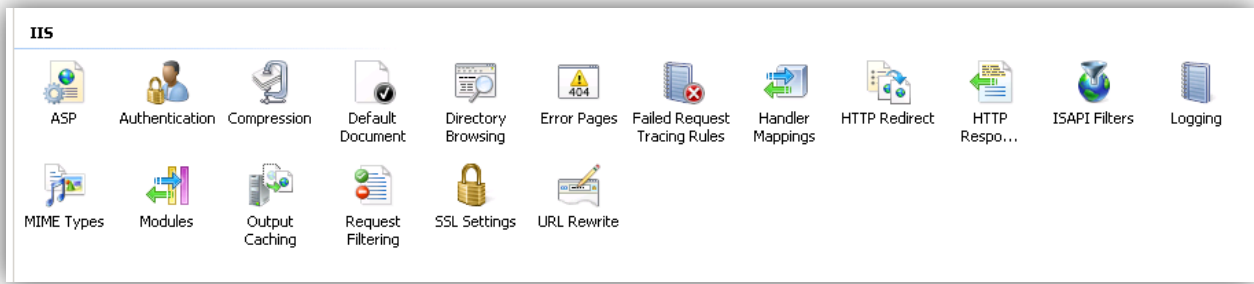 IIS
404
ASP Authentication Compression Default Document Directory Browsing Error Pages Failed Request Tracing Rules Handler Mappings HTTP Redirect HTTP Respo... ISAPI Filters Logging
MIME Types Modules Output Caching Request Filtering SSL Settings URL Rewrite